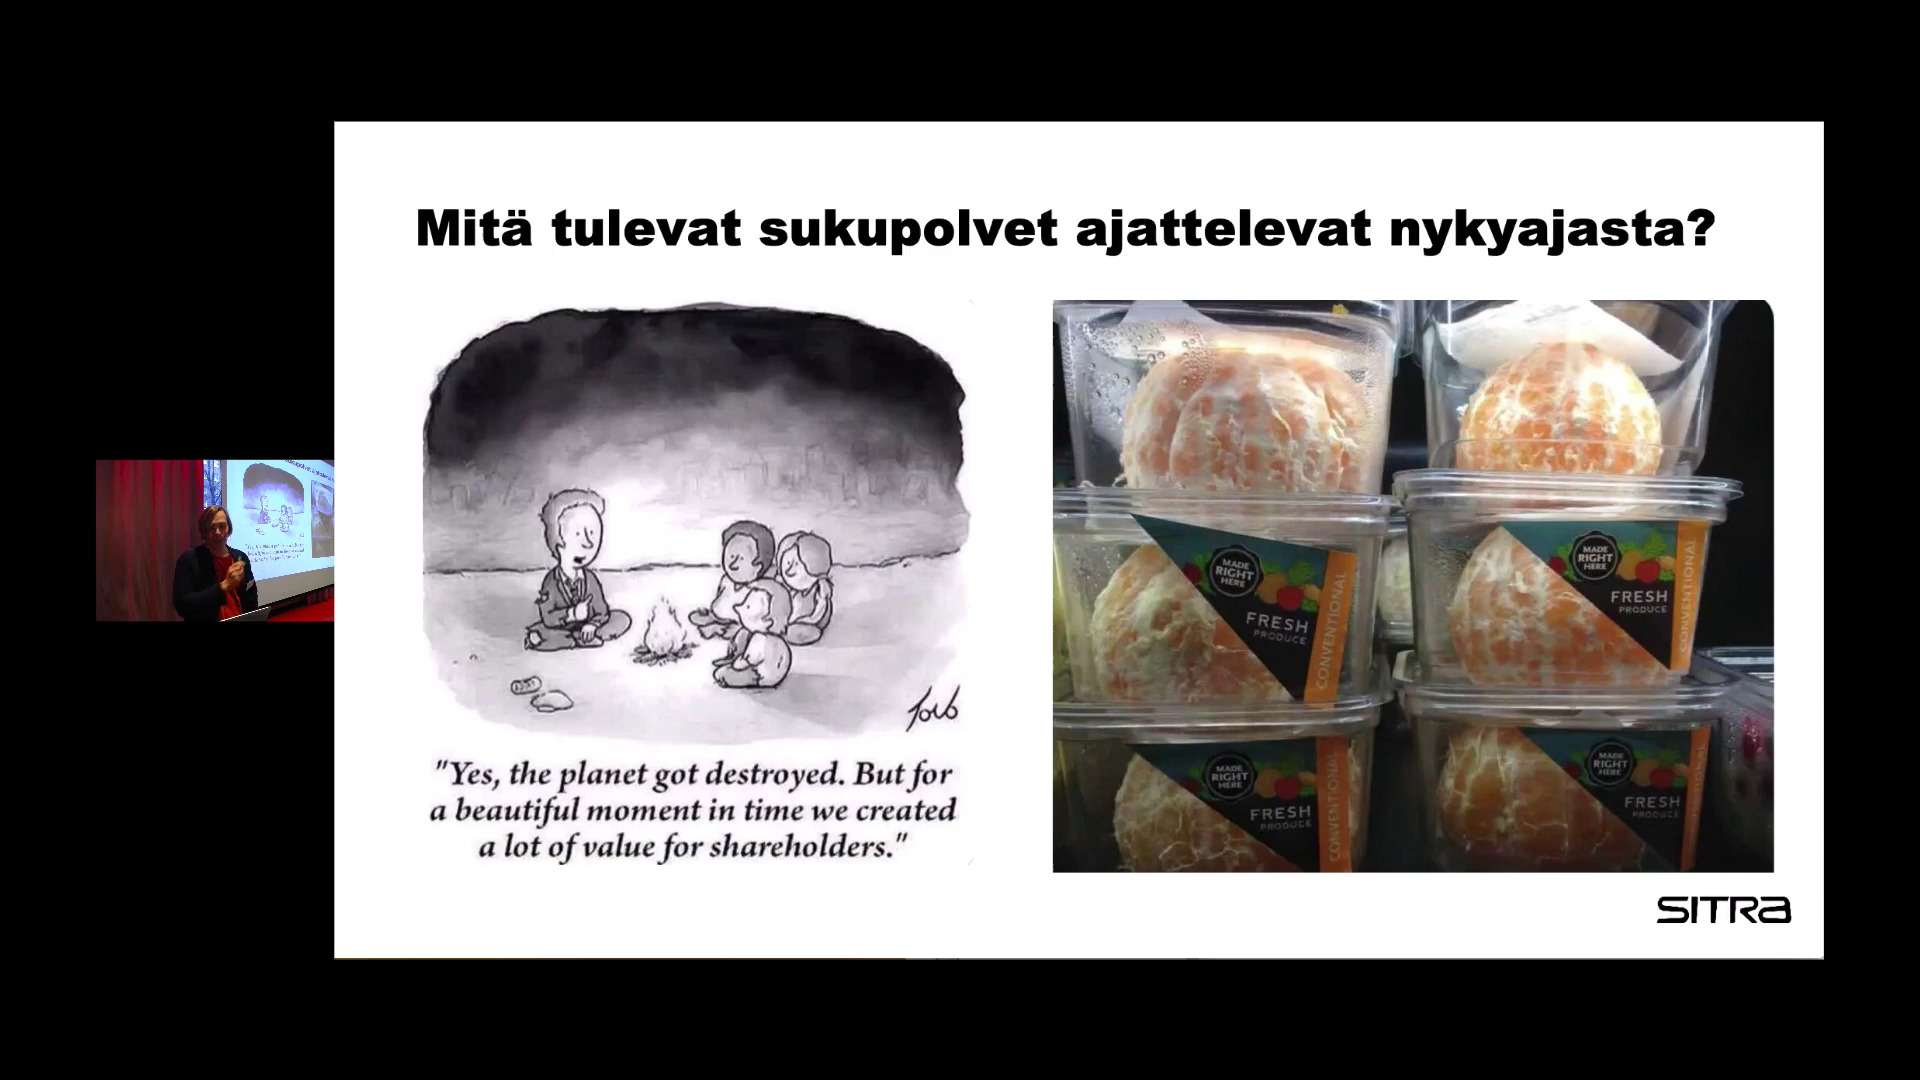 Mitä tulevat sukupolvet ajattelevat nykyajasta?
"Yes, the planet got destroyed. But for
a beautiful moment in time we created
a lot of value for shareholders."
MADE
RIGHT
HERE
FRESH
PRODUCE
CONVENTIONAL
MADE
RIGHT
HERE
FRESH
PRODUCE
CONVENTIONAL
MADE
RIGHT
HERE
FRESH
PRODUCE
CONVENTIONAL
MADE
RIGHT
HERE
FRESH
PRODUCE
SITRA